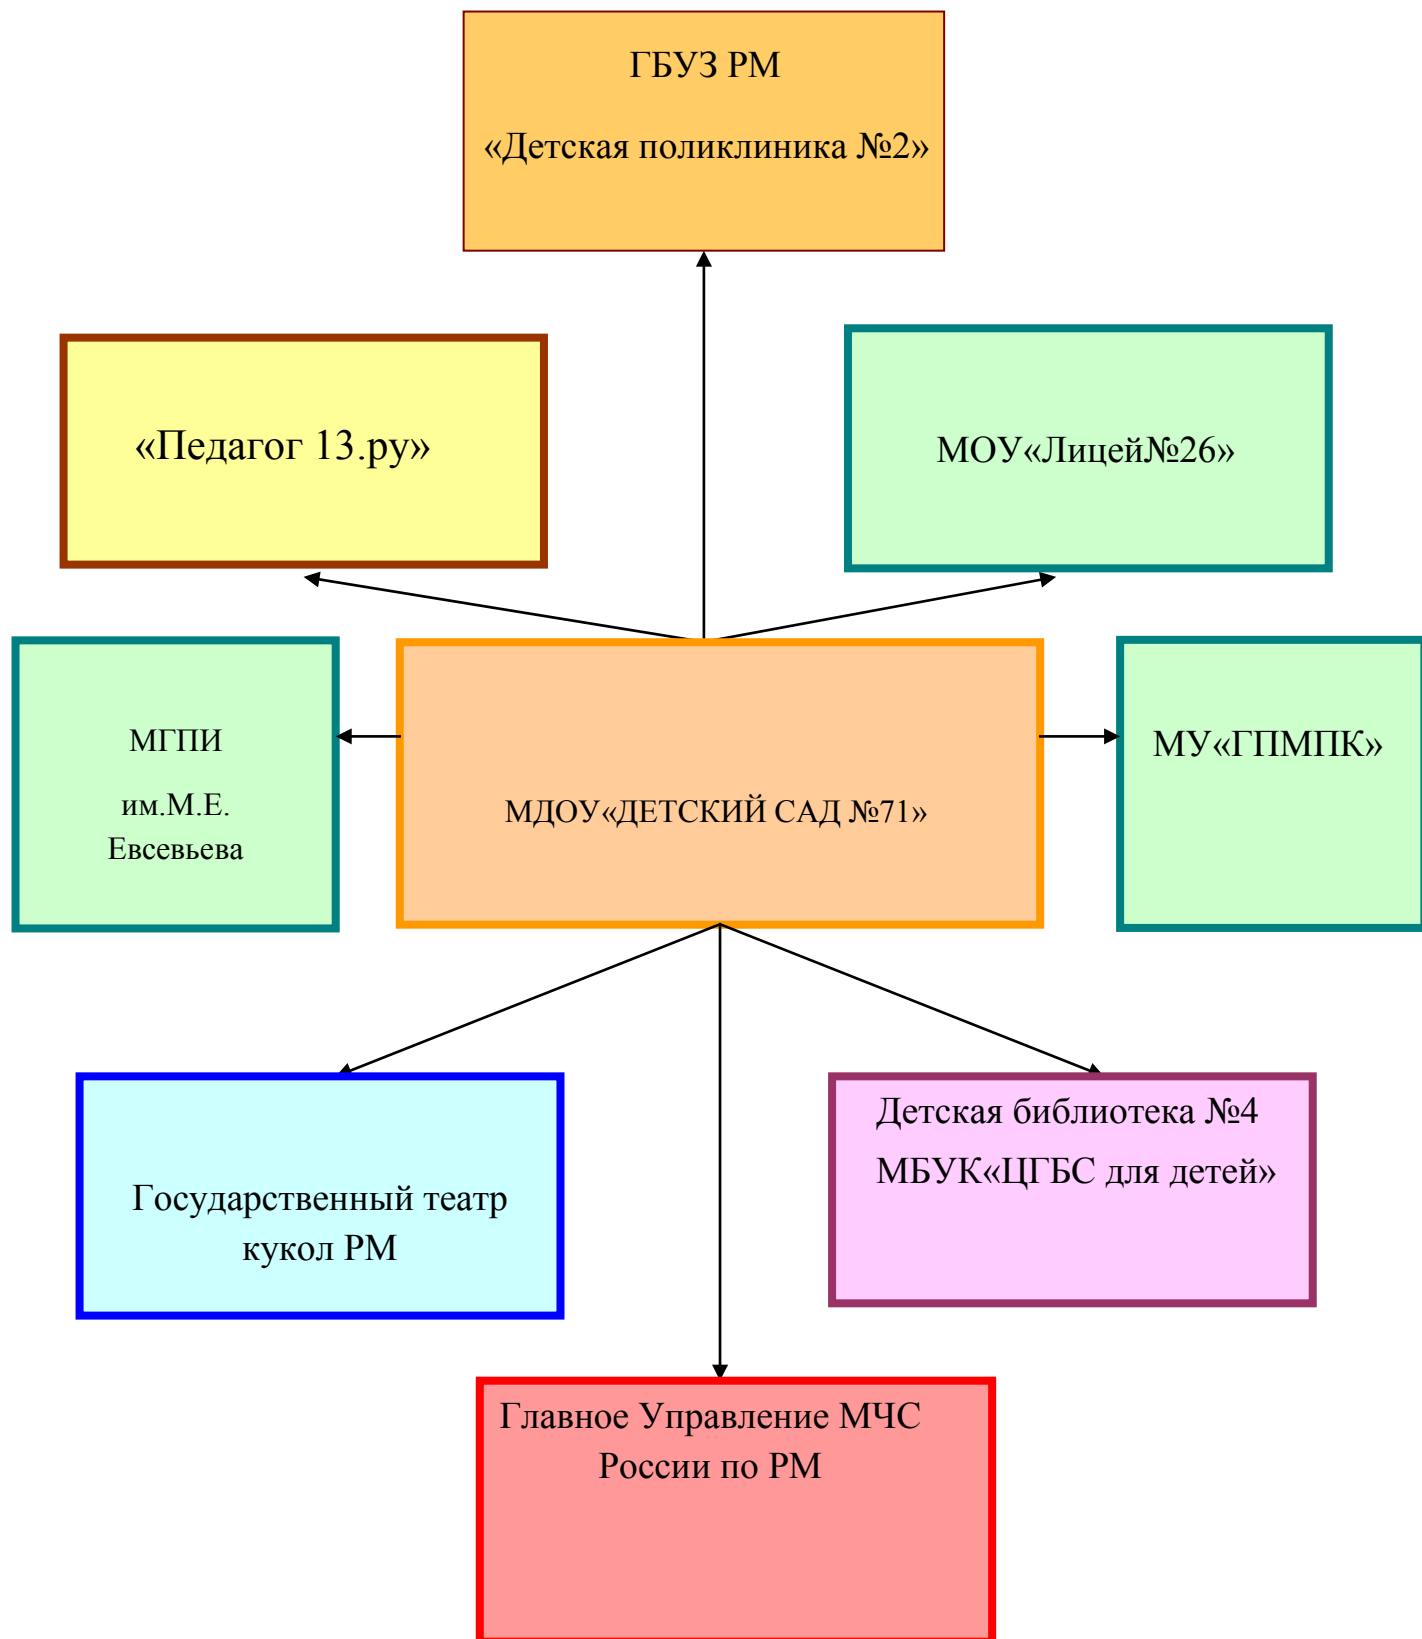 ГБУЗ РМ
«Детская поликлиника №2»
«Педагог 13.ру»
МОУ«Лицей№26»
МГПИ
им.М.Е.
Евсевьева
МДОУ«ДЕТСКИЙ САД №71»
МУ«ГПМПК»
Государственный театр
кукол РМ
Детская библиотека №4
МБУК«ЦГБС для детей»
Главное Управление МЧС
России по РМ